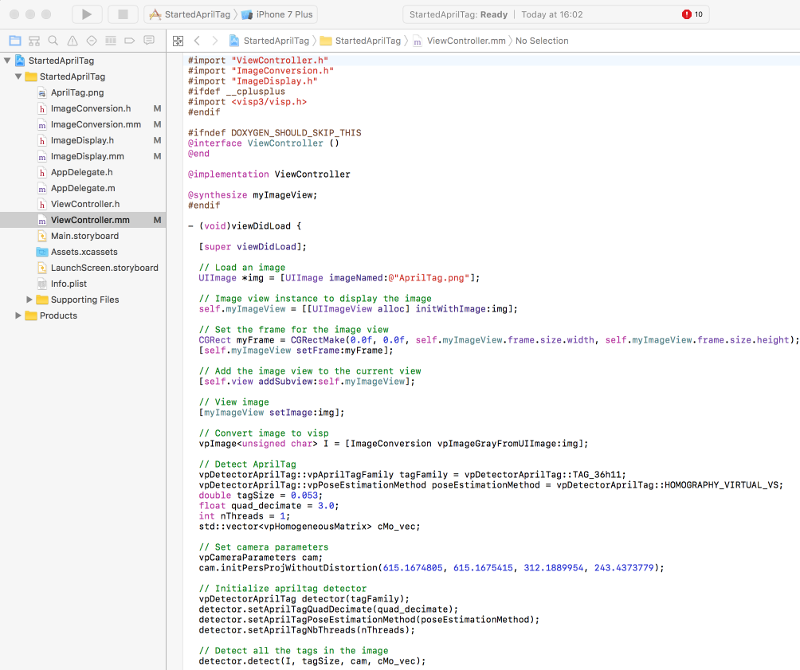 StartedAprilTag
iPhone 7 Plus
StartedAprilTag: Ready
Today at 16:02
10
StartedAprilTag
StartedAprilTag
ViewController.mm
No Selection
StartedAprilTag
StartedAprilTag
AprilTag.png
ImageConversion.h M
ImageConversion.mm M
ImageDisplay.h M
ImageDisplay.mm M
AppDelegate.h
AppDelegate.m
ViewController.h
ViewController.mm M
Main.storyboard
Assets.xcassets
LaunchScreen.storyboard
Info.plist
Supporting Files
Products
#import "ViewController.h"
#import "ImageConversion.h"
#import "ImageDisplay.h"
#ifdef __cplusplus
#import <visp3/visp.h>
#endif
#ifndef DOXYGEN_SHOULD_SKIP_THIS
@interface ViewController ()
@end
@implementation ViewController
@synthesize myImageView;
#endif
- (void)viewDidLoad {
[super viewDidLoad];
// Load an image
UIImage *img = [UIImage imageNamed:@"AprilTag.png"];
// Image view instance to display the image
self.myImageView = [[UIImageView alloc] initWithImage:img];
// Set the frame for the image view
CGRect myFrame = CGRectMake(0.0f, 0.0f, self.myImageView.frame.size.width, self.myImageView.frame.size.height);
[self.myImageView setFrame:myFrame];
// Add the image view to the current view
[self.view addSubview:self.myImageView];
// View image
[myImageView setImage:img];
// Convert image to visp
vpImage<unsigned char> I = [ImageConversion vpImageGrayFromUIImage:img];
// Detect AprilTag
vpDetectorAprilTag::vpAprilTagFamily tagFamily = vpDetectorAprilTag::TAG_36h11;
vpDetectorAprilTag::vpPoseEstimationMethod poseEstimationMethod = vpDetectorAprilTag::HOMOGRAPHY_VIRTUAL_VS;
double tagSize = 0.053;
float quad_decimate = 3.0;
int nThreads = 1;
std::vector<vpHomogeneousMatrix> cMo_vec;
// Set camera parameters
vpCameraParameters cam;
cam.initPersProjWithoutDistortion(615.1674805, 615.1675415, 312.1889954, 243.4373779);
// Initialize apriltag detector
vpDetectorAprilTag detector(tagFamily);
detector.setAprilTagQuadDecimate(quad_decimate);
detector.setAprilTagPoseEstimationMethod(poseEstimationMethod);
detector.setAprilTagNbThreads(nThreads);
// Detect all the tags in the image
detector.detect(I, tagSize, cam, cMo_vec);